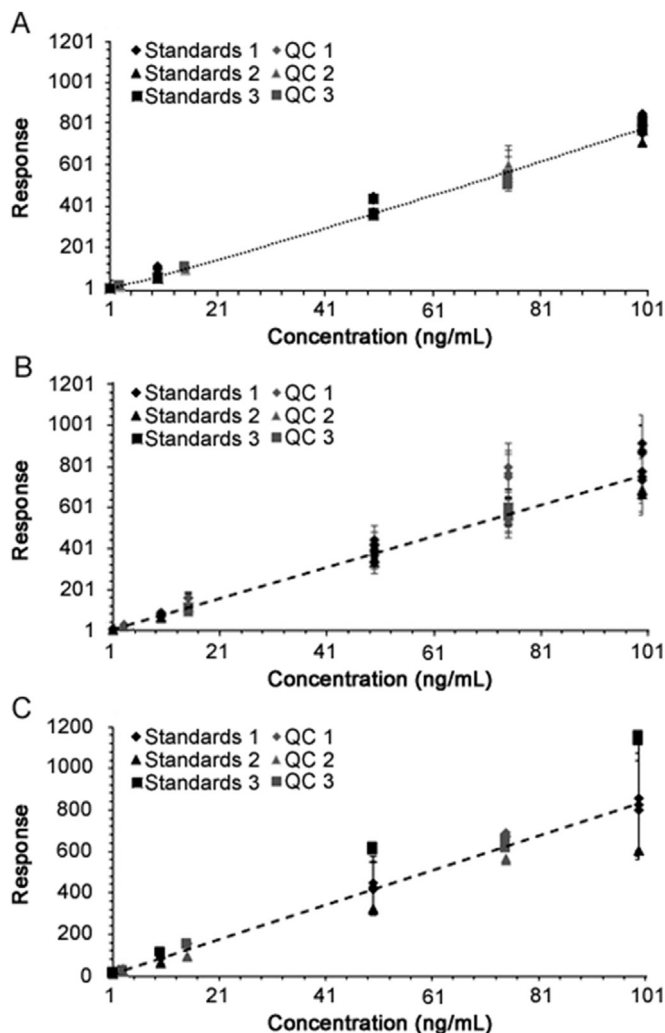 A
1201
Standards 1 QC 1
1001
Standards 2 QC 2
801
Standards 3 QC 3
601
401
201
1
Response
1 21 41 61 81 101
Concentration (ng/mL)
B
1201
Standards 1 QC 1
1001
Standards 2 QC 2
801
Standards 3 QC 3
601
401
201
1
Response
1 21 41 61 81 101
Concentration (ng/mL)
C
1200
Standards 1 QC 1
1000
Standards 2 QC 2
800
Standards 3 QC 3
600
400
200
0
Response
1 21 41 61 81 101
Concentration (ng/mL)